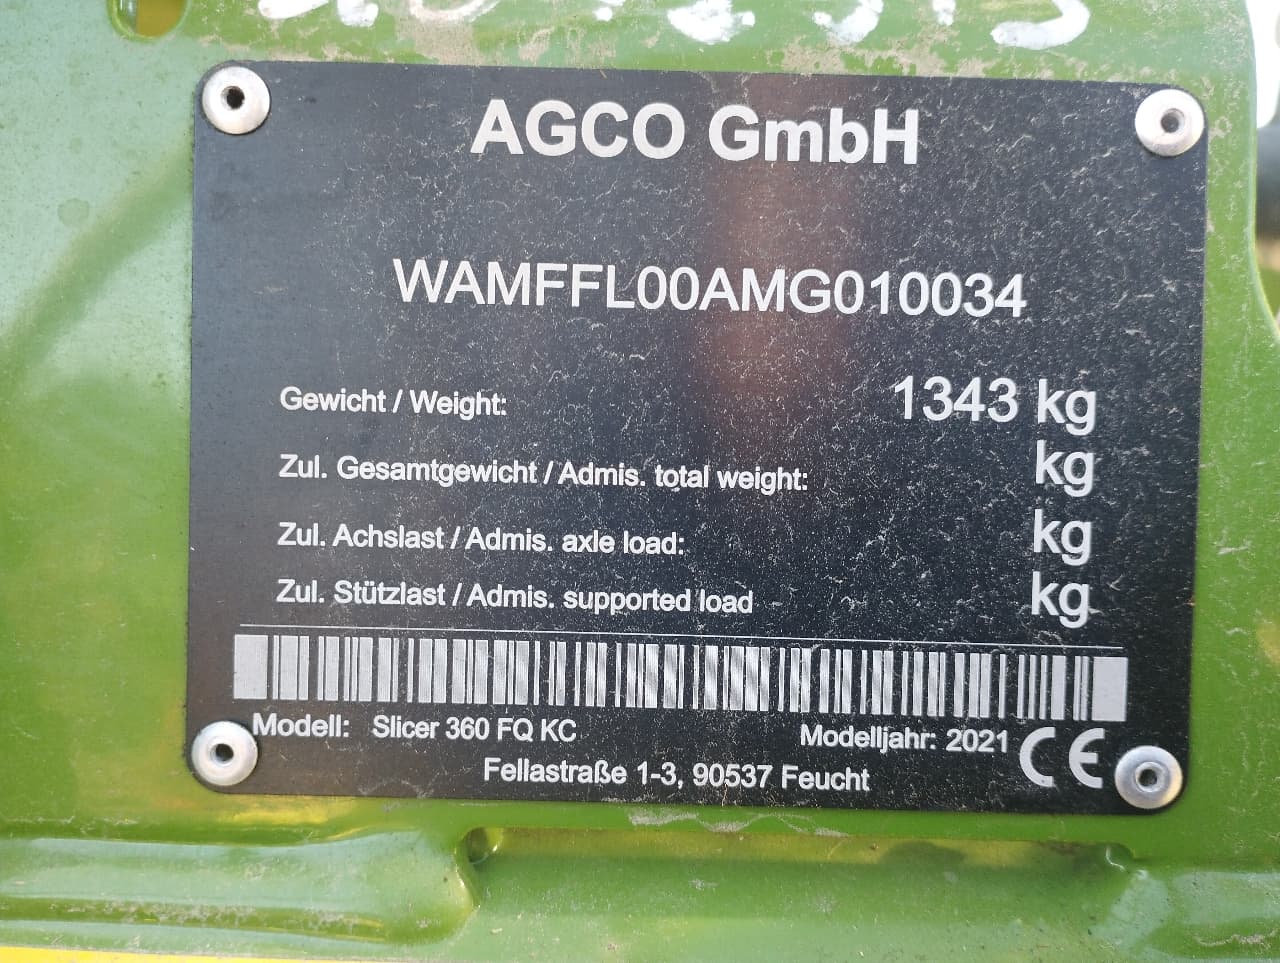 AGCO GmbH
WAMFFL00AMG010034
Gewicht / Weight: 1343 kg
Zul. Gesamtgewicht / Admis. total weight: kg
Zul. Achslast / Admis. axle load: kg
Zul. Stützlast / Admis. supported load kg
Modell: Slicer 360 FQ KC Modelljahr: 2021 CE
Fellastraße 1-3, 90537 Feucht